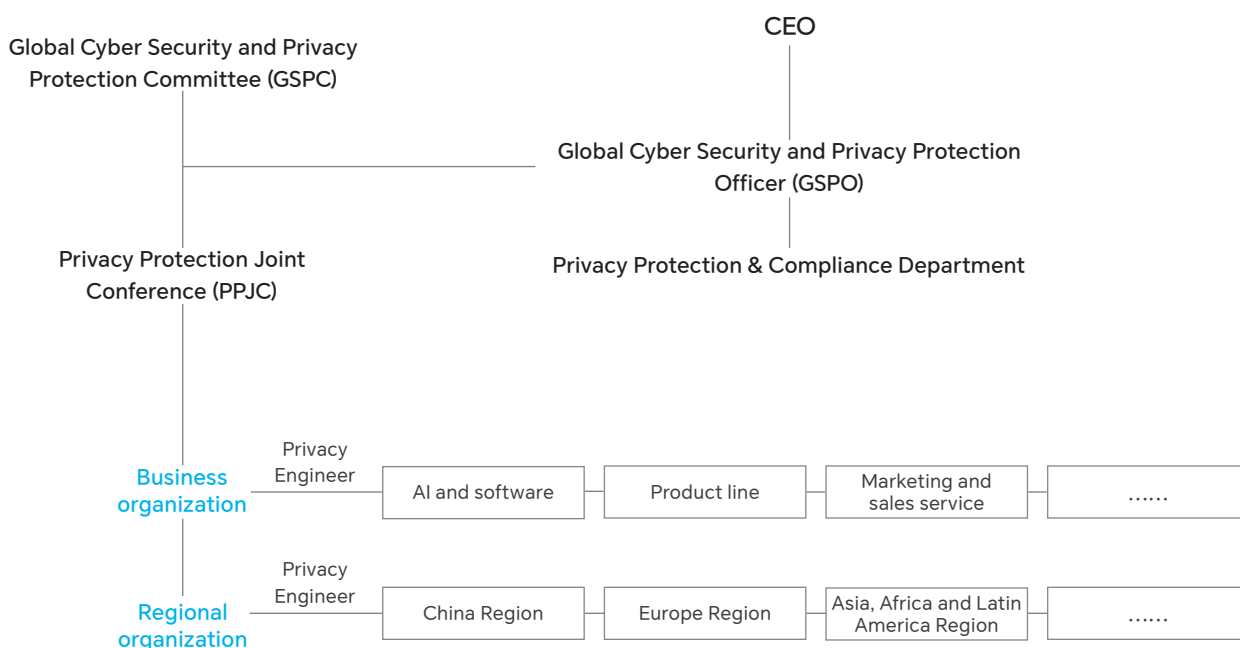 CEO
Global Cyber Security and Privacy
Protection Committee (GSPC)
Global Cyber Security and Privacy Protection
Officer (GSPO)
Privacy Protection Joint
Conference (PPJC)
Privacy Protection & Compliance Department
Business
organization
Privacy
Engineer
AI and software
Product line
Marketing and
sales service
......
Regional
organization
Privacy
Engineer
China Region
Europe Region
Asia, Africa and Latin
America Region
......